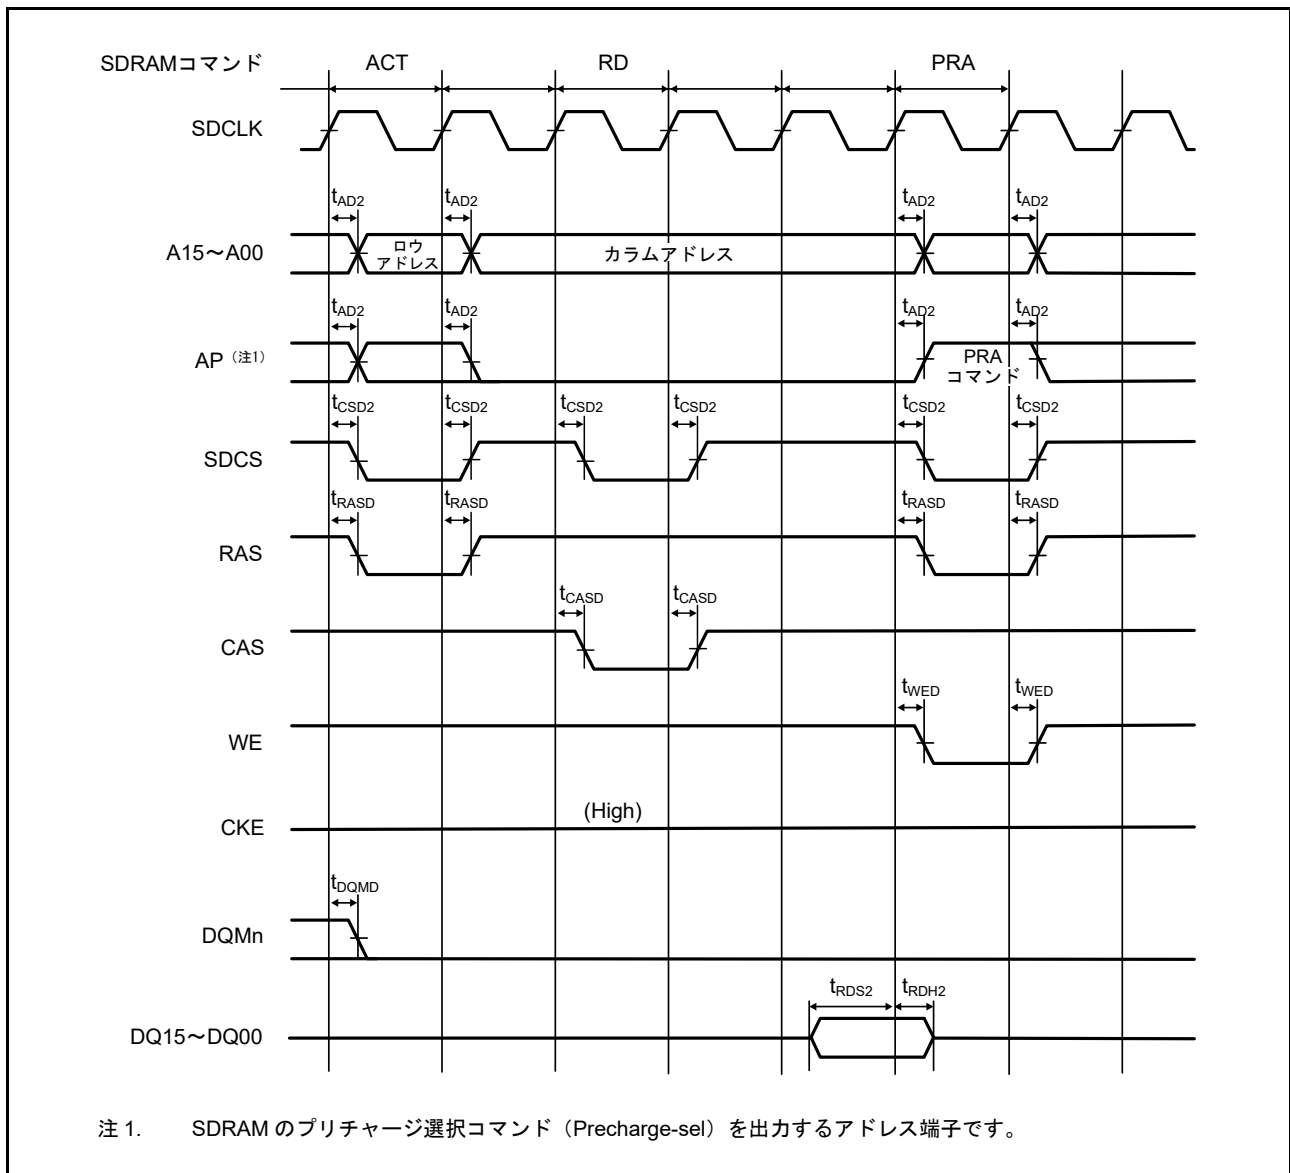 SDRAMコマンド ACT RD PRA
SDCLK
tAD2 tAD2 tAD2 tAD2
A15～A00 ロウ アドレス カラムアドレス
tAD2 tAD2 tAD2 tAD2
AP（注1） PRA コマンド
tCSD2 tCSD2 tCSD2 tCSD2 tCSD2 tCSD2
SDCS
tRASD tRASD tRASD tRASD
RAS
tCASD tCASD
CAS
tWED tWED
WE
(High)
CKE
tDQMD
DQMn
tRDS2 tRDH2
DQ15～DQ00
注 1. SDRAM のプリチャージ選択コマンド（Precharge-sel）を出力するアドレス端子です。